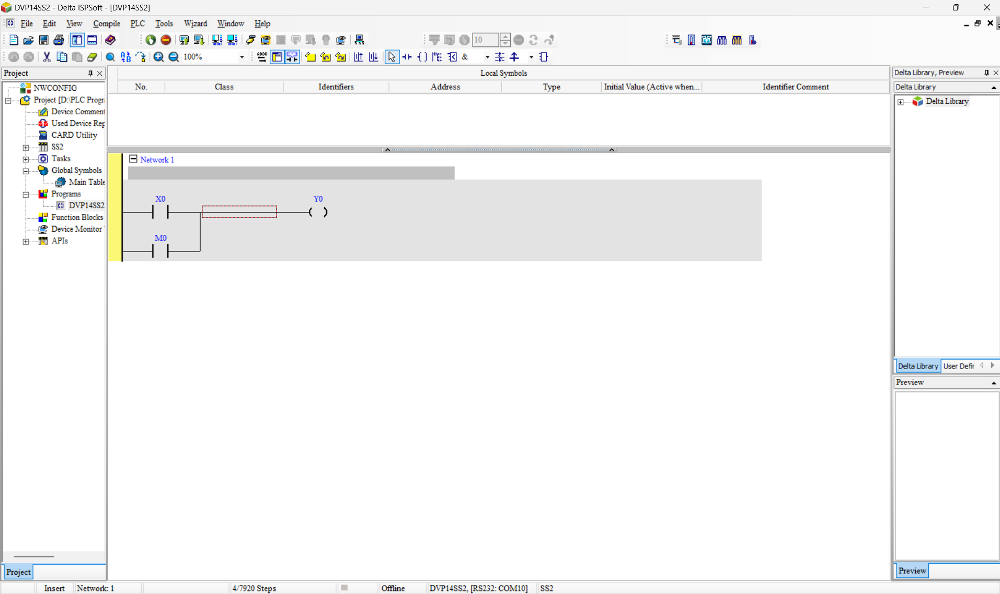 DVP14SS2 - Delta ISPSoft - [DVP14SS2]
File Edit View Compile PLC Tools Wizard Window Help
10
100%
ADDR
&
Project
NWCONFIG
Project [D:\PLC Progr
Device Comment
Used Device Rep
CARD Utility
SS2
Tasks
Global Symbols
Main Table
Programs
DVP14SS2
Function Blocks
Device Monitor
APIs
Project
Local Symbols
No. Class Identifiers Address Type Initial Value (Active when... Identifier Comment
Network 1
X0 Y0
M0
Delta Library, Preview
Delta Library
Delta Library
Delta Library User Defir
Preview
Preview
Insert Network: 1 4/7920 Steps Offline DVP14SS2, [RS232: COM10] SS2